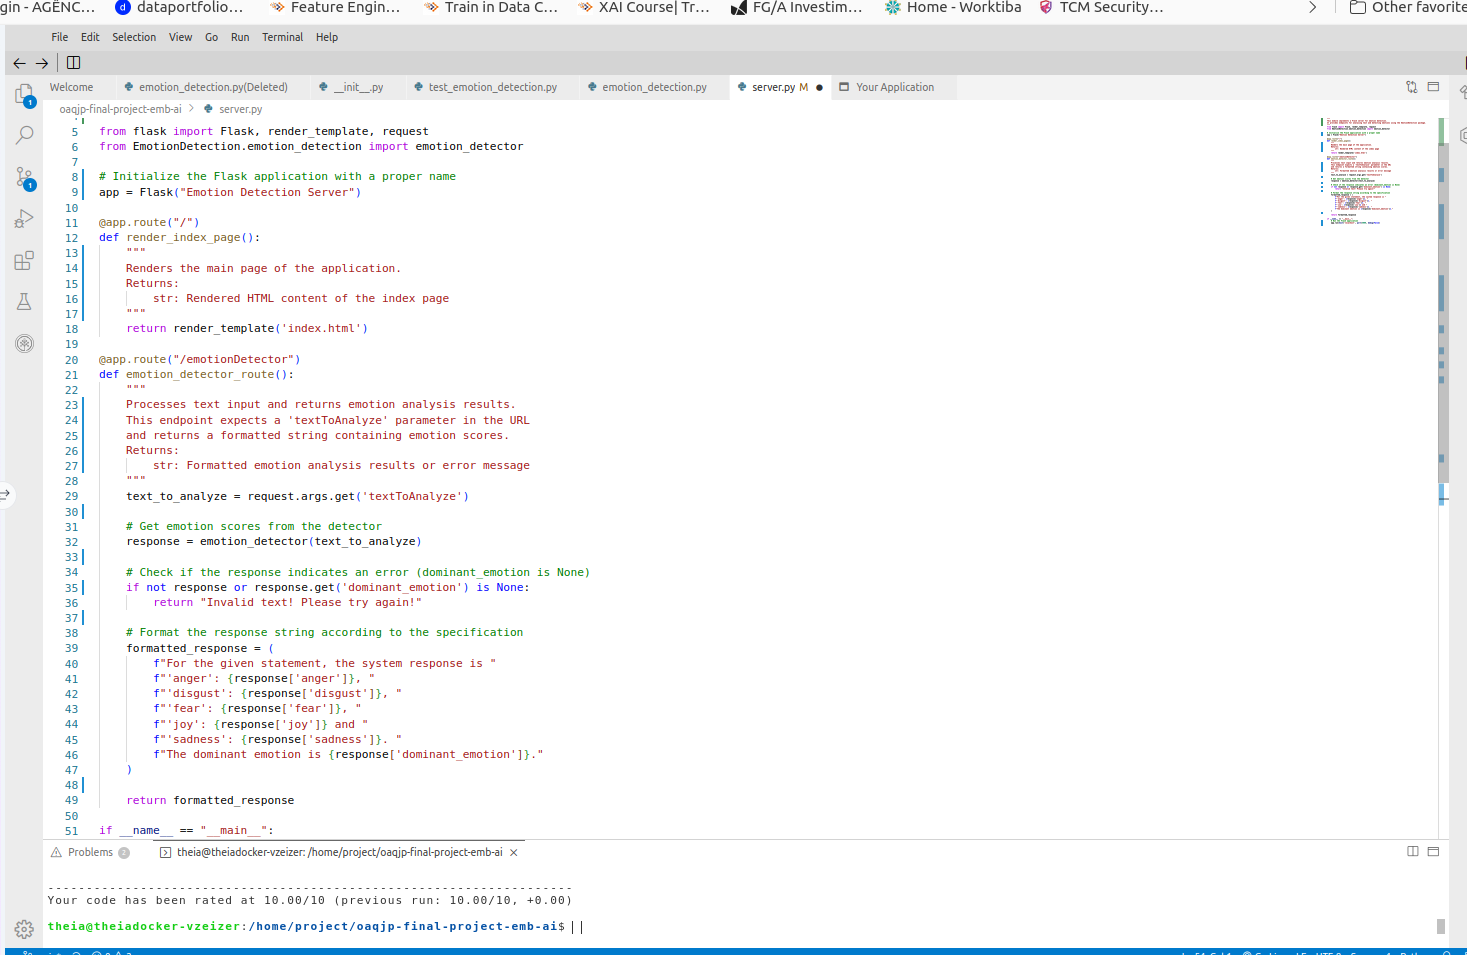 gin - AGÊNC...
dataportfolio...
Feature Engin...
Train in Data C...
XAI Course| Tr...
FG/A Investim...
Home - Worktiba
TCM Security...
Other favorite
File Edit Selection View Go Run Terminal Help
Welcome
emotion_detection.py(Deleted)
__init__.py
test_emotion_detection.py
emotion_detection.py
server.py M
Your Application
oaqjp-final-project-emb-ai > server.py
5 from flask import Flask, render_template, request
6 from EmotionDetection.emotion_detection import emotion_detector
7
8 # Initialize the Flask application with a proper name
9 app = Flask("Emotion Detection Server")
10
11 @app.route("/")
12 def render_index_page():
13 """
14 Renders the main page of the application.
15 Returns:
16 str: Rendered HTML content of the index page
17 """
18 return render_template('index.html')
19
20 @app.route("/emotionDetector")
21 def emotion_detector_route():
22 """
23 Processes text input and returns emotion analysis results.
24 This endpoint expects a 'textToAnalyze' parameter in the URL
25 and returns a formatted string containing emotion scores.
26 Returns:
27 str: Formatted emotion analysis results or error message
28 """
29 text_to_analyze = request.args.get('textToAnalyze')
30
31 # Get emotion scores from the detector
32 response = emotion_detector(text_to_analyze)
33
34 # Check if the response indicates an error (dominant_emotion is None)
35 if not response or response.get('dominant_emotion') is None:
36 return "Invalid text! Please try again!"
37
38 # Format the response string according to the specification
39 formatted_response = (
40 f"For the given statement, the system response is "
41 f"'anger': {response['anger']}, "
42 f"'disgust': {response['disgust']}, "
43 f"'fear': {response['fear']}, "
44 f"'joy': {response['joy']} and "
45 f"'sadness': {response['sadness']}. "
46 f"The dominant emotion is {response['dominant_emotion']}."
47 )
48
49 return formatted_response
50
51 if __name__ == "__main__":
Problems 2
theia@theiadocker-vzeizer: /home/project/oaqjp-final-project-emb-ai
--------------------------------------------------------------------
Your code has been rated at 10.00/10 (previous run: 10.00/10, +0.00)
theia@theiadocker-vzeizer:/home/project/oaqjp-final-project-emb-ai$